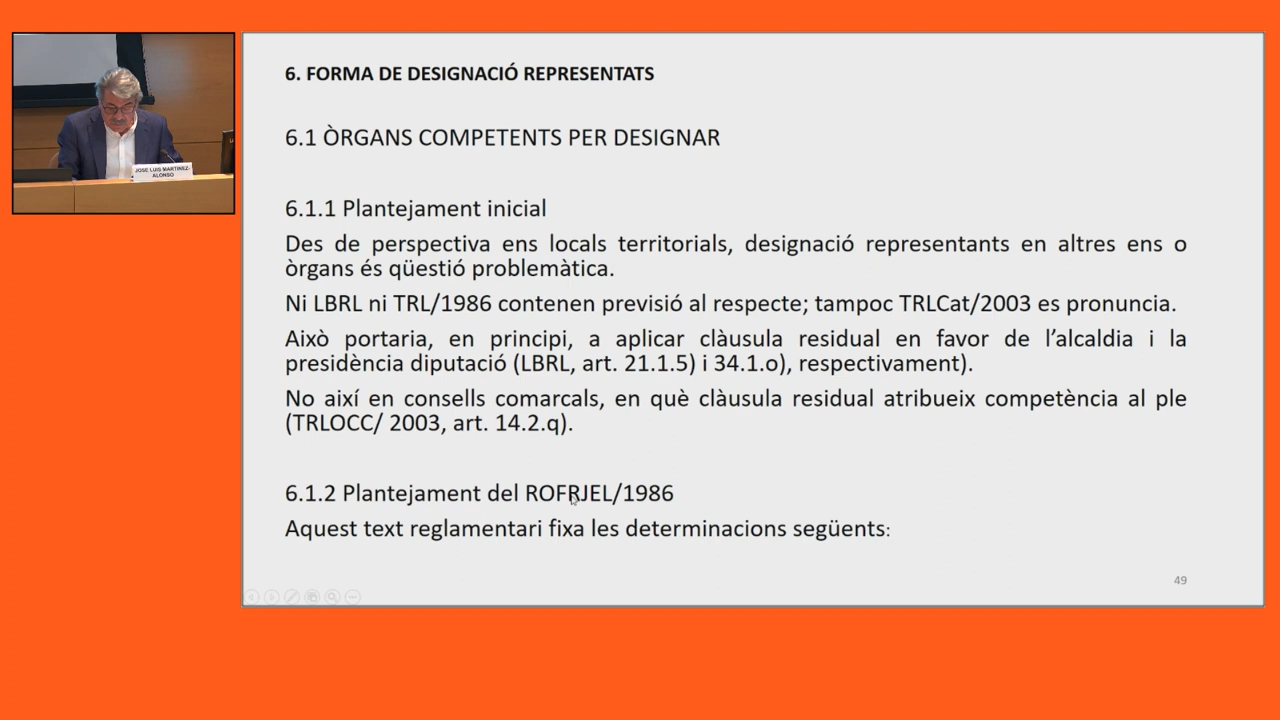 JOSE LUIS MARTINEZ-
ALONSO
6. FORMA DE DESIGNACIÓ REPRESENTATS
6.1 ÒRGANS COMPETENTS PER DESIGNAR
6.1.1 Plantejament inicial
Des de perspectiva ens locals territorials, designació representants en altres ens o
òrgans és qüestió problemàtica.
Ni LBRL ni TRL/1986 contenen previsió al respecte; tampoc TRLCat/2003 es pronuncia.
Això portaria, en principi, a aplicar clàusula residual en favor de l’alcaldia i la
presidència diputació (LBRL, art. 21.1.5) i 34.1.o), respectivament).
No així en consells comarcals, en què clàusula residual atribueix competència al ple
(TRLOCC/ 2003, art. 14.2.q).
6.1.2 Plantejament del ROFRJEL/1986
Aquest text reglamentari fixa les determinacions següents:
49